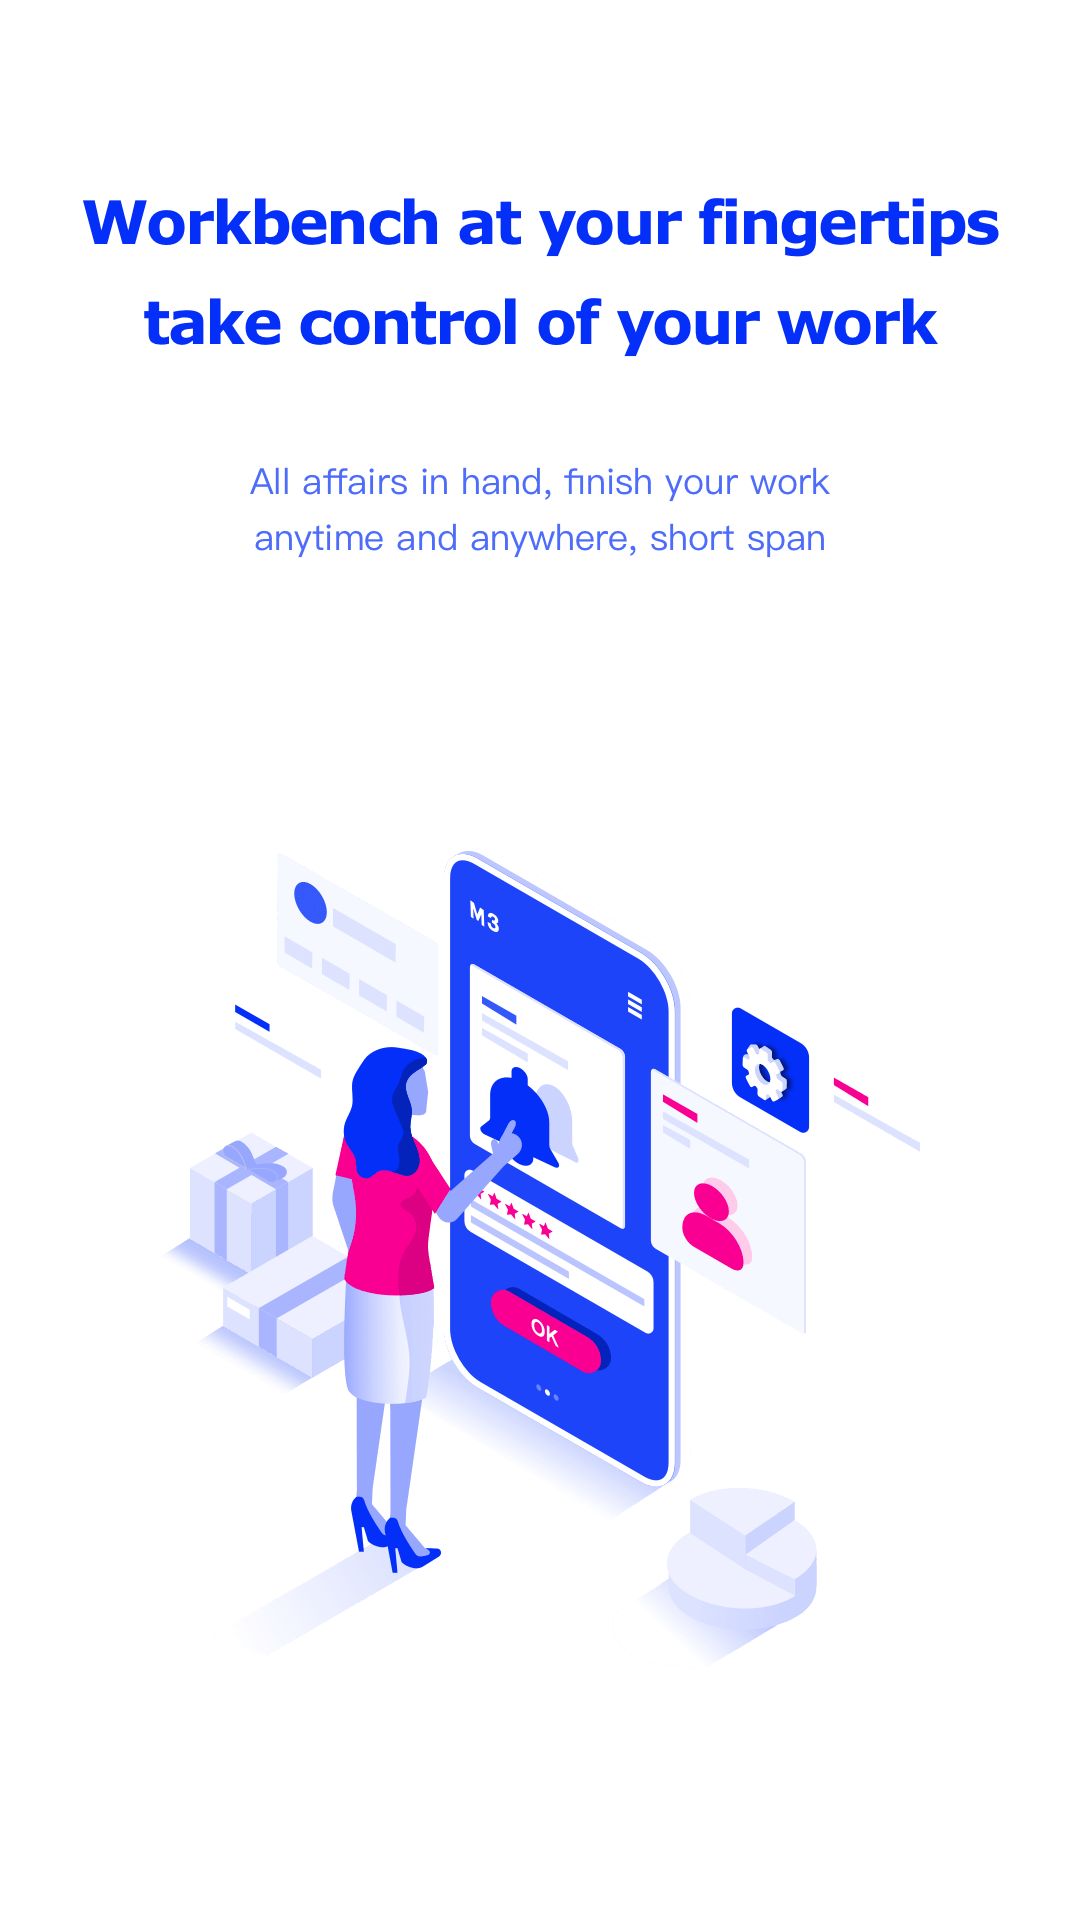 Workbench at your fingertips
take control of your work
All affairs in hand, finish your work
anytime and anywhere, short span
M3
OK